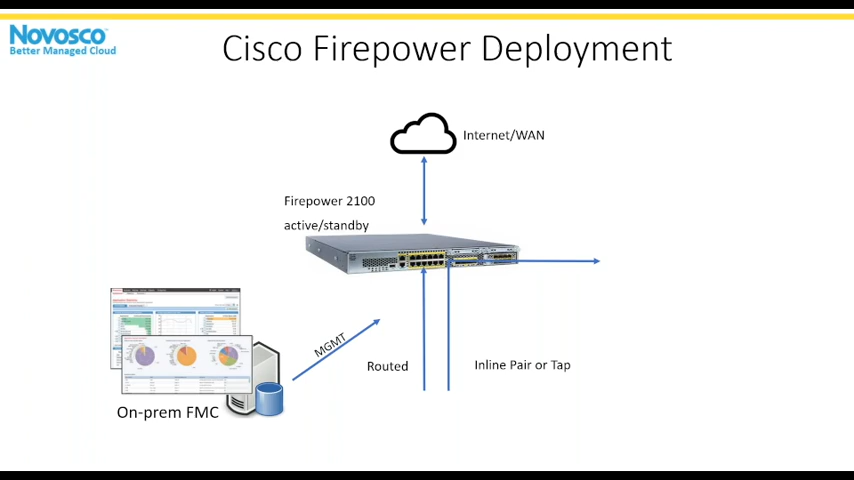 Novosco
Better Managed Cloud
Cisco Firepower Deployment
Internet/WAN
Firepower 2100
active/standby
MGMT
Routed
Inline Pair or Tap
On-prem FMC